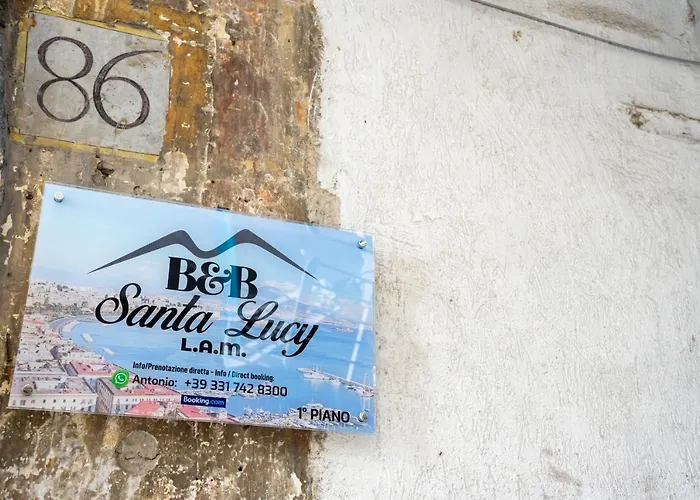 86
B&B
Santa Lucy
L.A.m.
Info/Prenotazione diretta - Info / Direct booking:
Antonio: +39 331 742 8300
Booking.com
1° PIANO